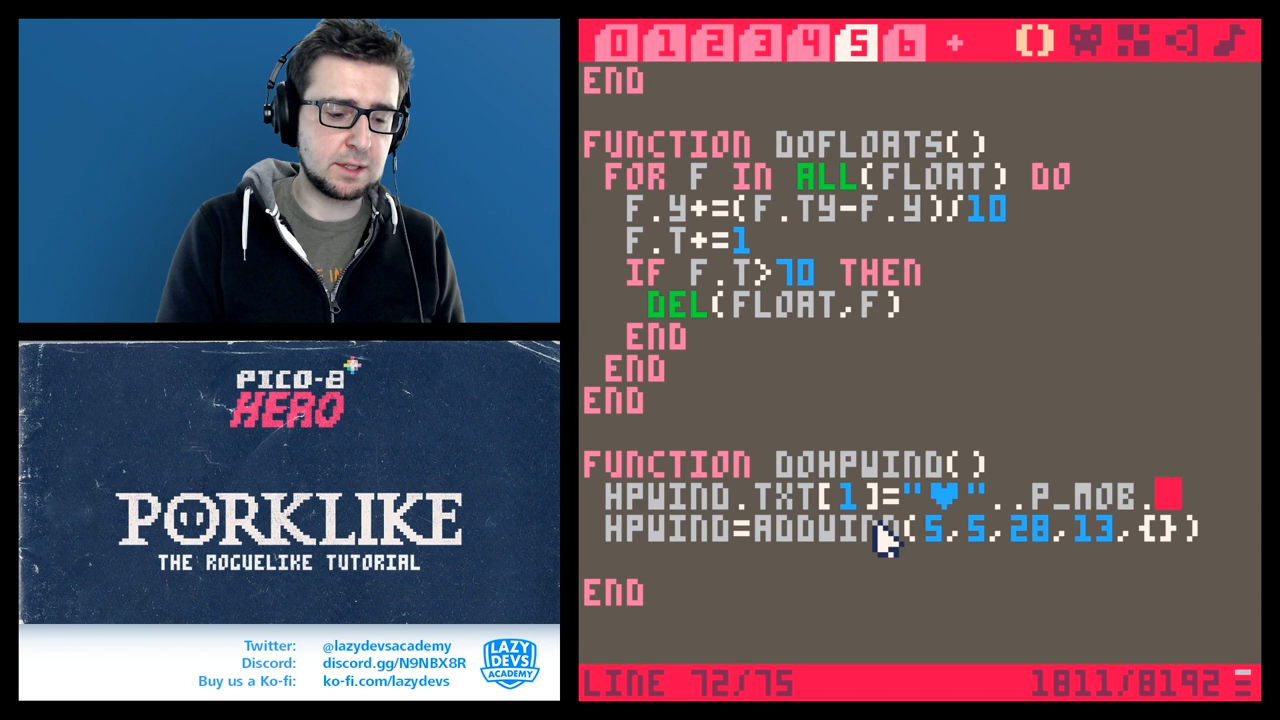 0 1 2 3 4 5 6 +
END
FUNCTION DOFLOATS()
FOR F IN ALL(FLOAT) DO
F.Y+=(F.TY-F.Y)/10
F.T+=1
IF F.T>70 THEN
DEL(FLOAT,F)
END
END
END
FUNCTION DOHPWIND()
HPWIND.TXT[1]="♥"..P_MOB.
HPWIND=ADDWIND(5,5,28,13,{})
END
LINE 72/75
1811/8192
PICO-8
HERO
PORKLIKE
THE ROGUELIKE TUTORIAL
Twitter: @lazydevsacademy
Discord: discord.gg/N9NBX8R
Buy us a Ko-fi: ko-fi.com/lazydevs
LAZY
DEVS
ACADEMY